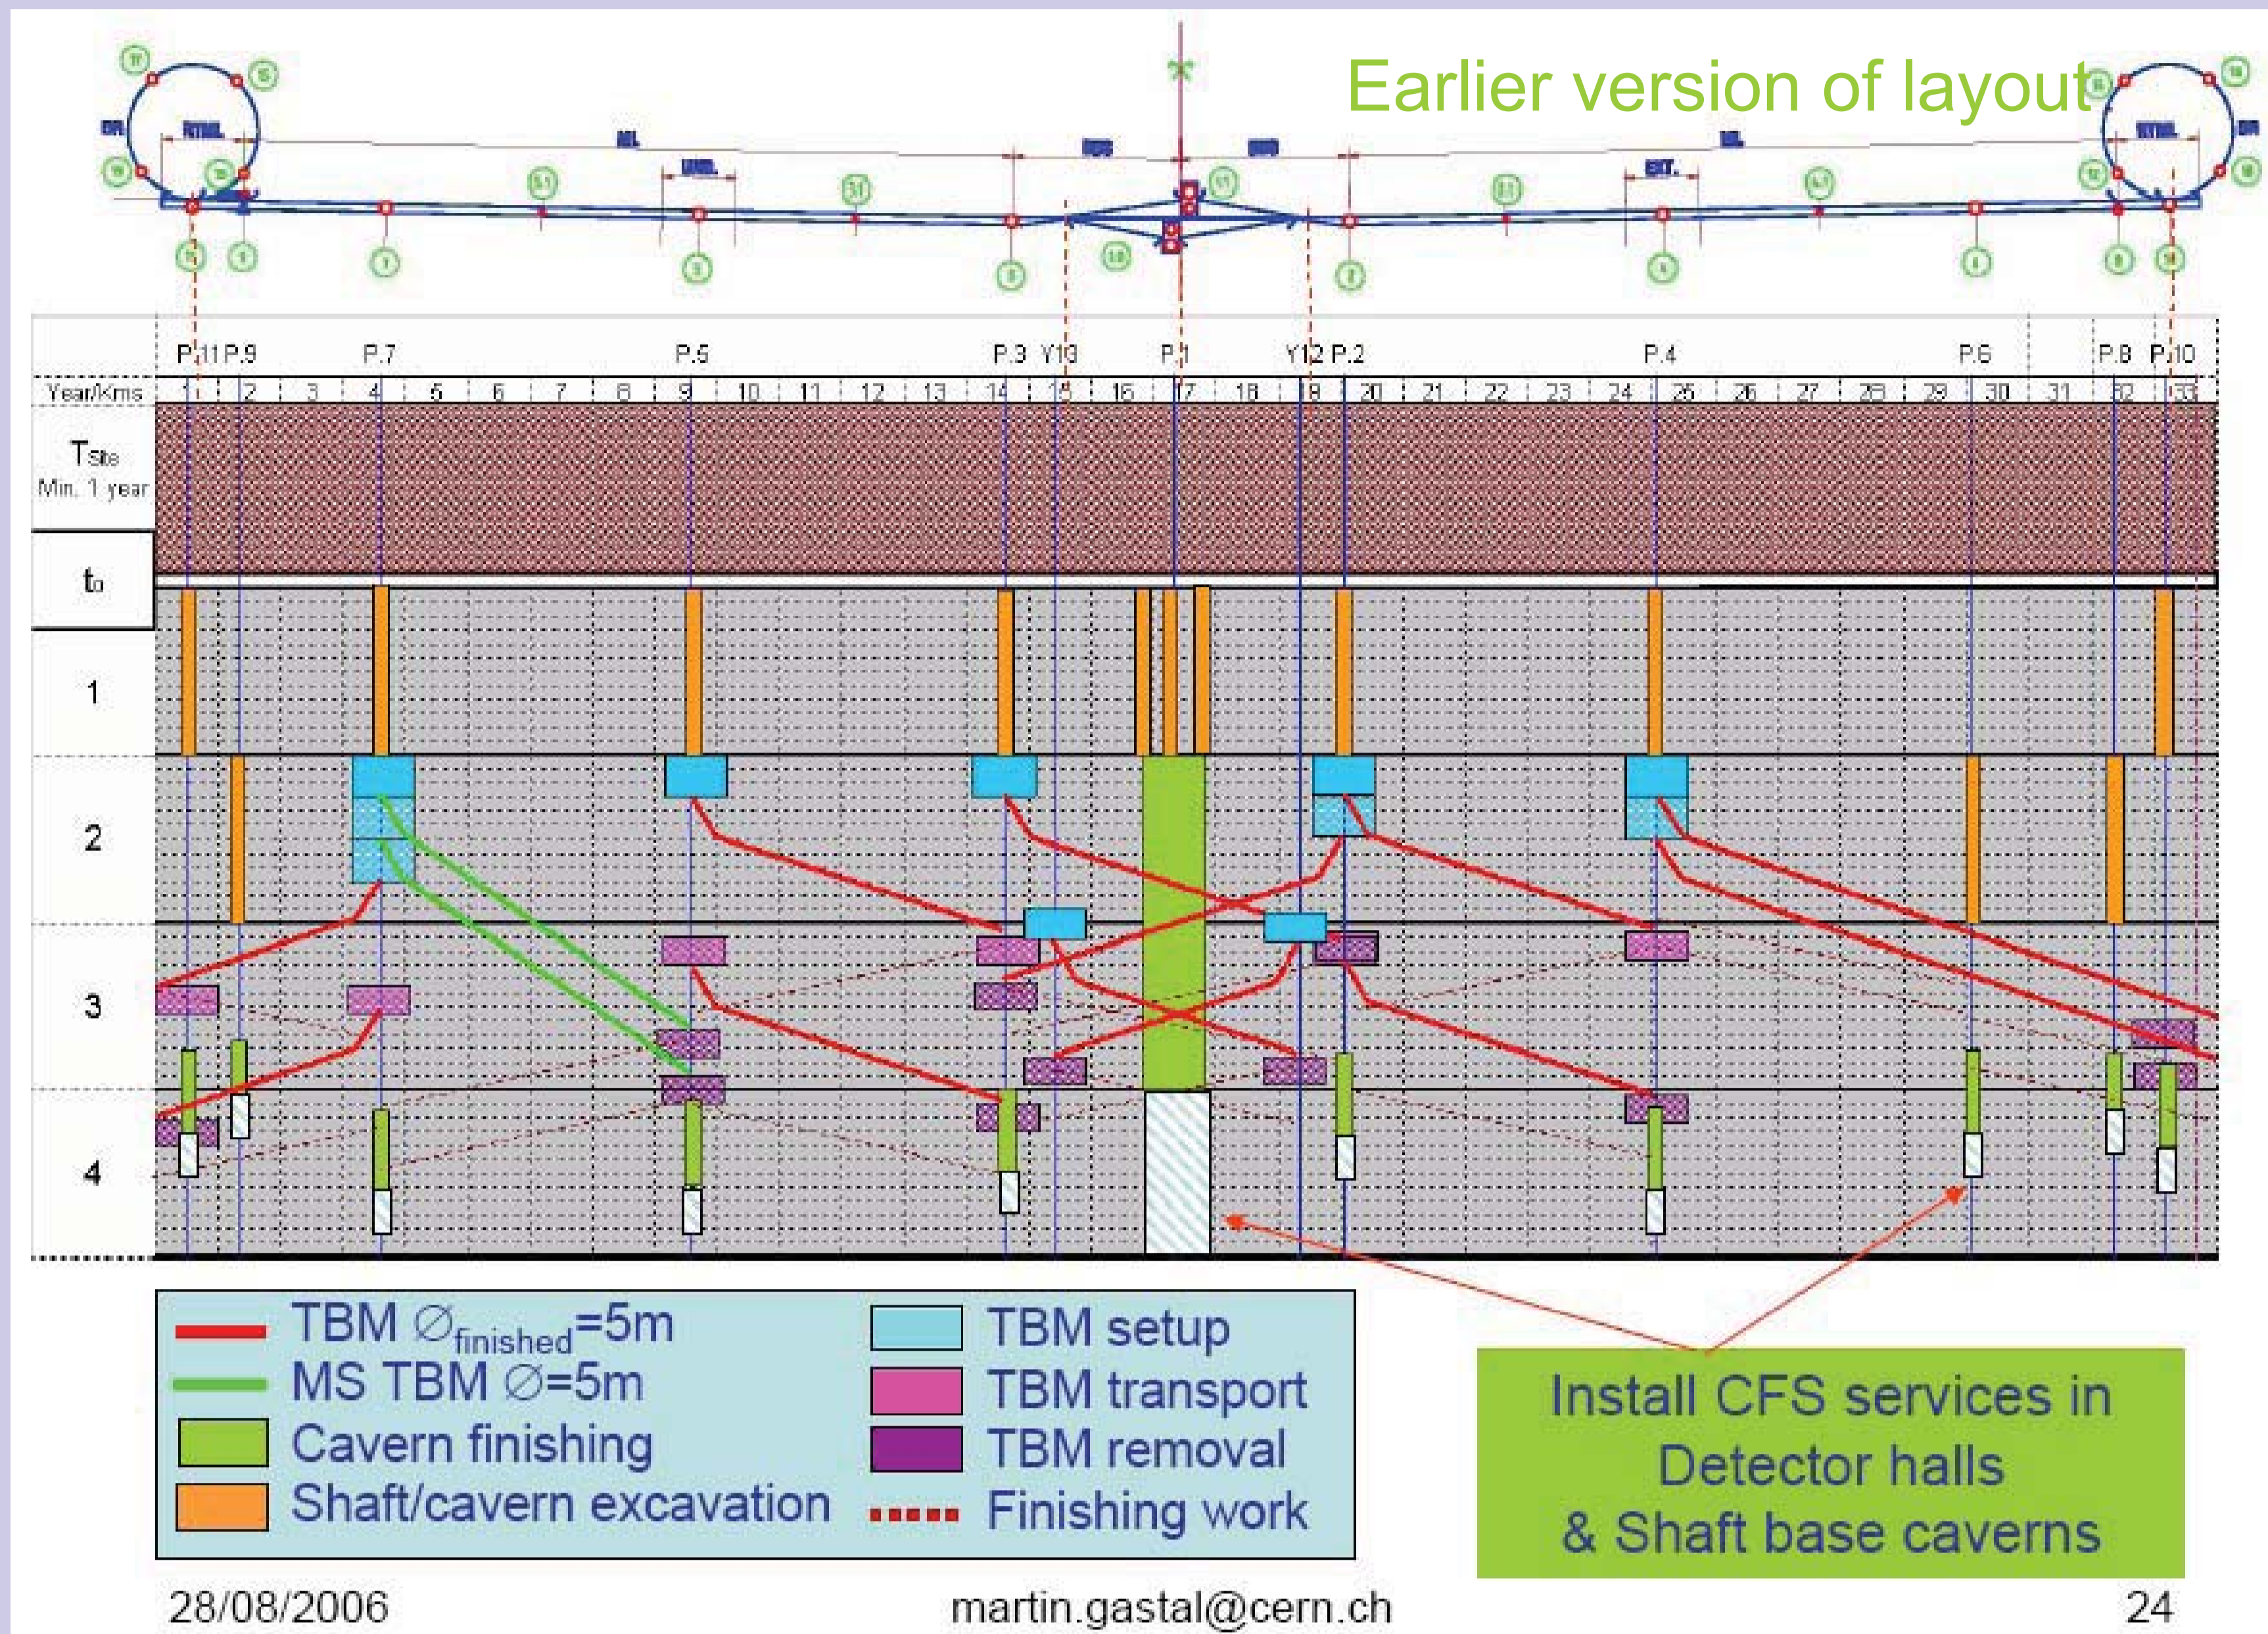 Earlier version of layout
P.11 P.9 P.7 P.5 P.3 Y13 P.1 Y12 P.2 P.4 P.6 P.8 P.10
Year/Kms 1 2 3 4 5 6 7 8 9 10 11 12 13 14 15 16 17 18 19 20 21 22 23 24 25 26 27 28 29 30 31 32 33
TSite
Min. 1 year
t0
1
2
3
4
TBM ∅finished=5m
MS TBM ∅=5m
Cavern finishing
Shaft/cavern excavation
TBM setup
TBM transport
TBM removal
Finishing work
Install CFS services in
Detector halls
& Shaft base caverns
28/08/2006
martin.gastal@cern.ch
24